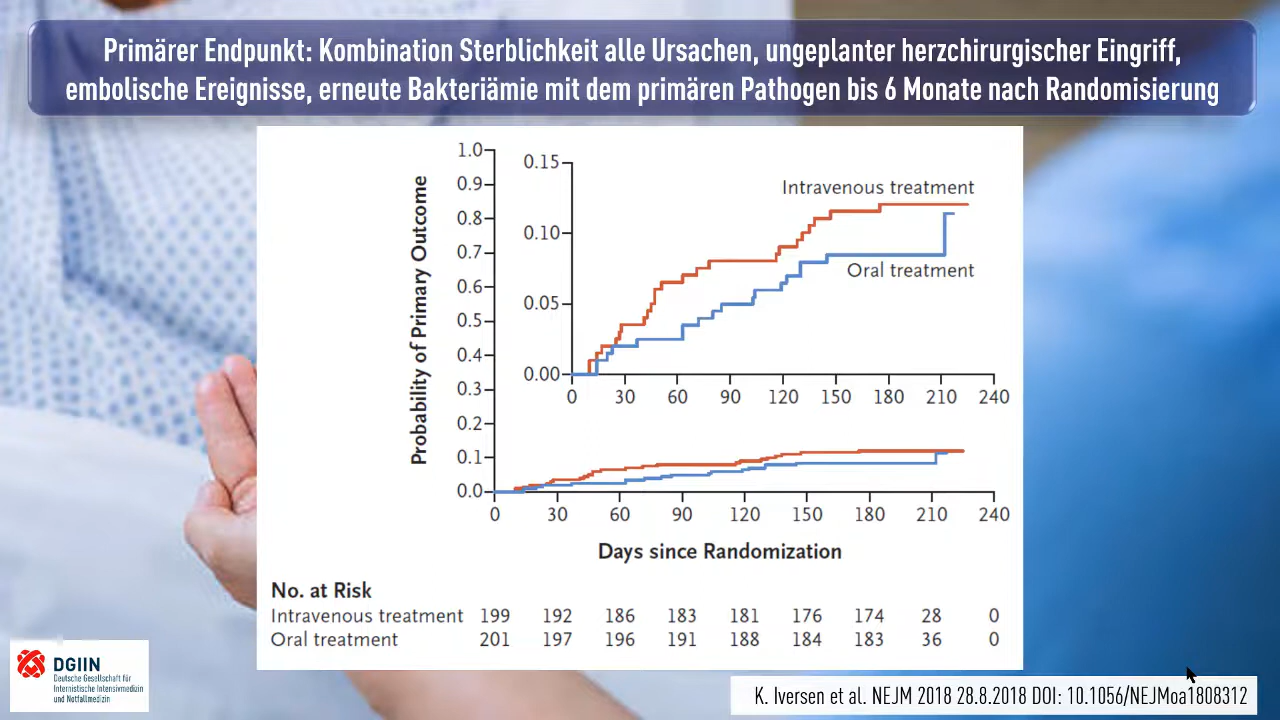 Primärer Endpunkt: Kombination Sterblichkeit alle Ursachen, ungeplanter herzchirurgischer Eingriff,
embolische Ereignisse, erneute Bakteriämie mit dem primären Pathogen bis 6 Monate nach Randomisierung
Probability of Primary Outcome
1.0
0.9
0.8
0.7
0.6
0.5
0.4
0.3
0.2
0.1
0.0
0.15
0.10
0.05
0.00
Intravenous treatment
Oral treatment
0 30 60 90 120 150 180 210 240
0 30 60 90 120 150 180 210 240
Days since Randomization
No. at Risk
Intravenous treatment 199 192 186 183 181 176 174 28 0
Oral treatment 201 197 196 191 188 184 183 36 0
DGIIN
Deutsche Gesellschaft für
Internistische Intensivmedizin
und Notfallmedizin
K. Iversen et al. NEJM 2018 28.8.2018 DOI: 10.1056/NEJMoa1808312